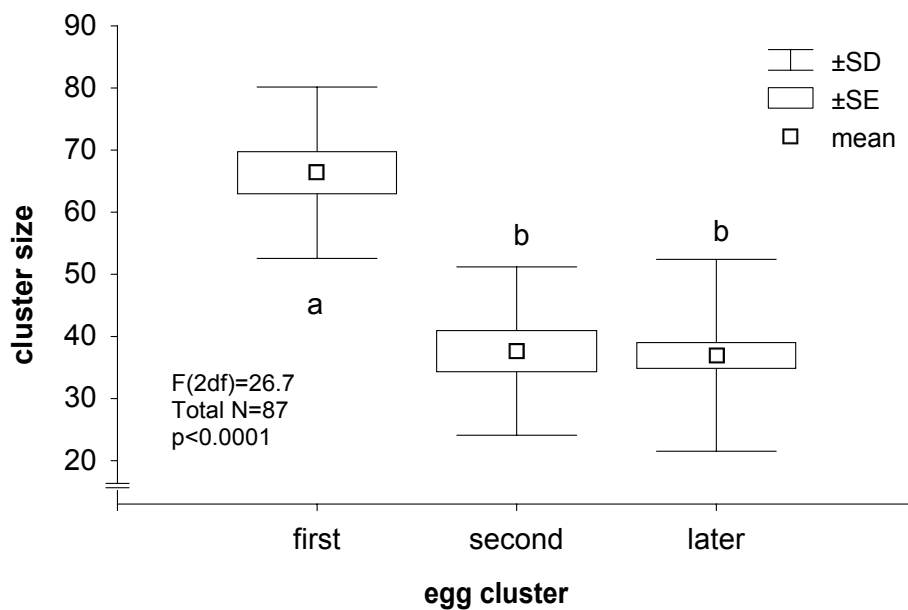 90
80
70
60
50
40
30
20
cluster size
±SD
±SE
mean
a
b
b
F(2df)=26.7
Total N=87
p<0.0001
first second later
egg cluster